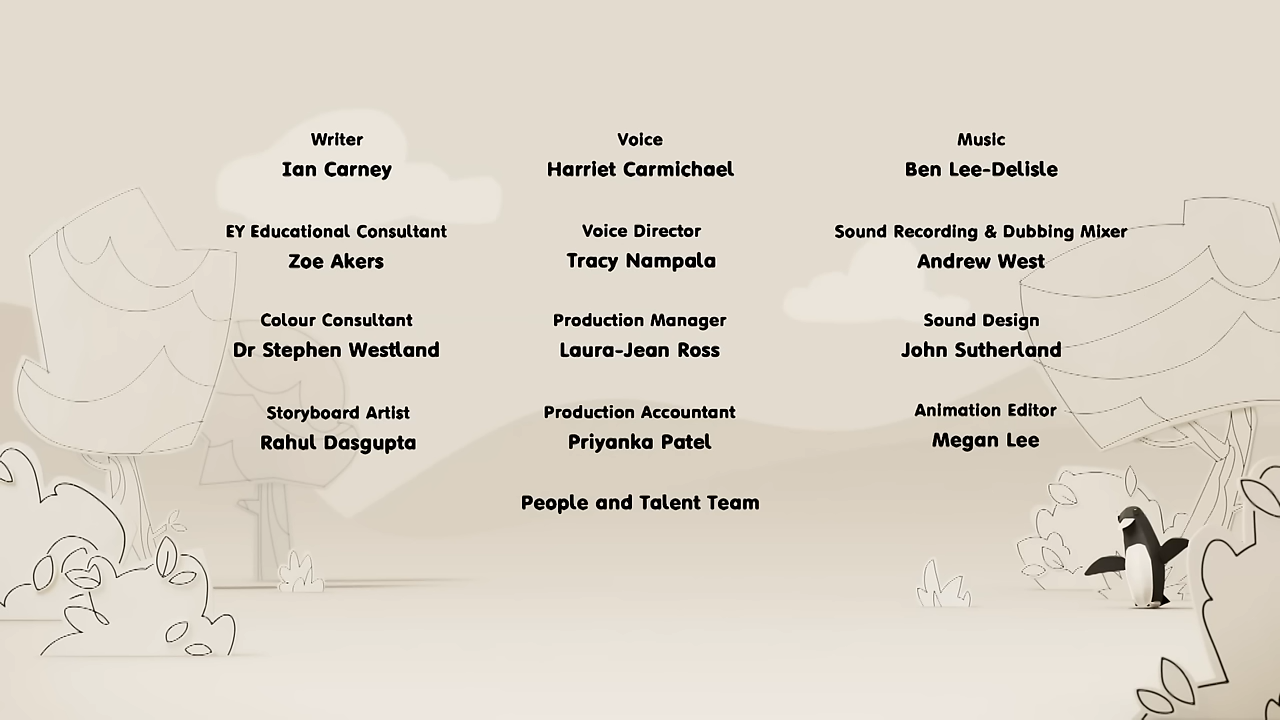 Writer
Ian Carney
EY Educational Consultant
Zoe Akers
Colour Consultant
Dr Stephen Westland
Storyboard Artist
Rahul Dasgupta
Voice
Harriet Carmichael
Voice Director
Tracy Nampala
Production Manager
Laura-Jean Ross
Production Accountant
Priyanka Patel
People and Talent Team
Music
Ben Lee-Delisle
Sound Recording & Dubbing Mixer
Andrew West
Sound Design
John Sutherland
Animation Editor
Megan Lee